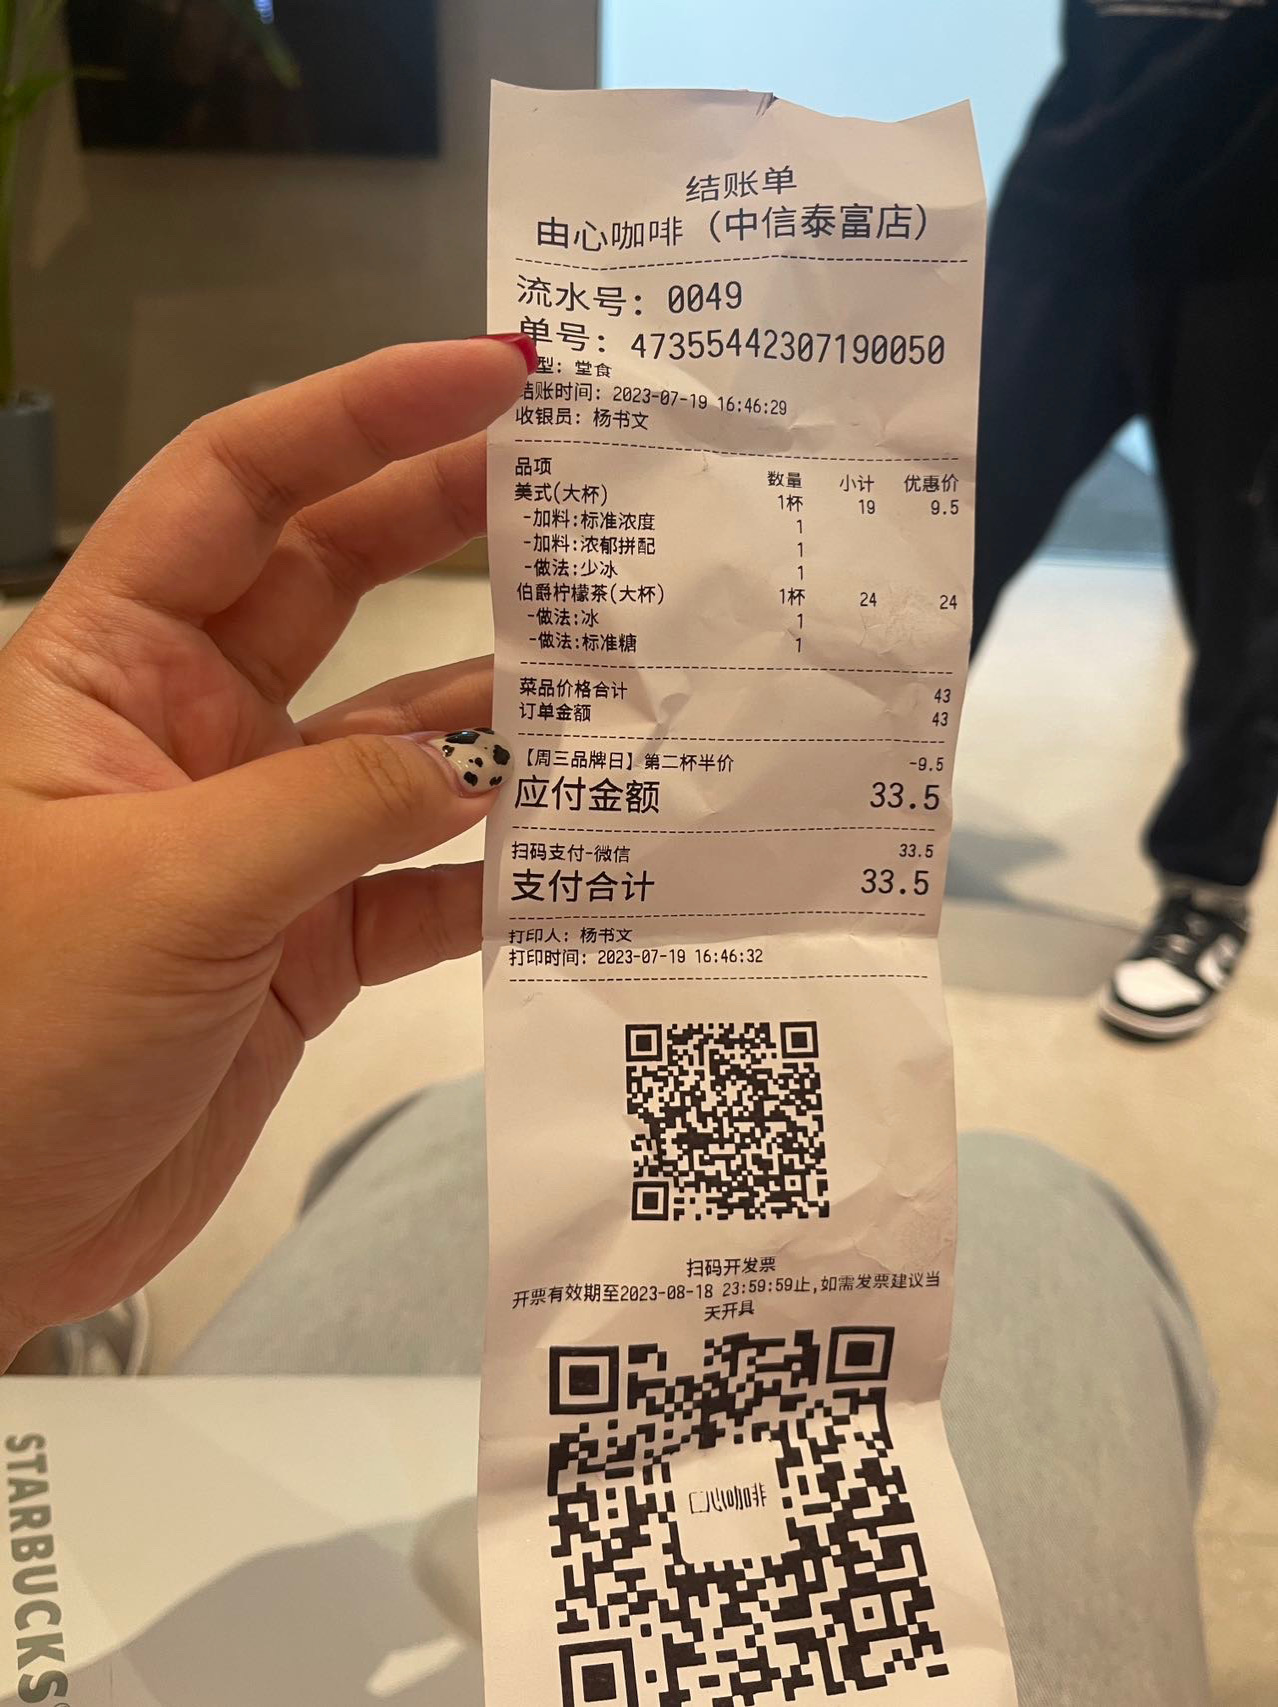 结账单
由心咖啡（中信泰富店）
流水号：0049
单号：47355442307190050
型：堂食
结账时间：2023-07-19 16:46:29
收银员：杨书文
品项 数量 小计 优惠价
美式(大杯) 1杯 19 9.5
-加料:标准浓度 1
-加料:浓郁拼配 1
-做法:少冰 1
伯爵柠檬茶(大杯) 1杯 24 24
-做法:冰 1
-做法:标准糖 1
菜品价格合计 43
订单金额 43
【周三品牌日】第二杯半价 -9.5
应付金额 33.5
扫码支付-微信 33.5
支付合计 33.5
打印人：杨书文
打印时间：2023-07-19 16:46:32
扫码开发票
开票有效期至2023-08-18 23:59:59止,如需发票建议当
天开具
心咖啡
STARBUCKS